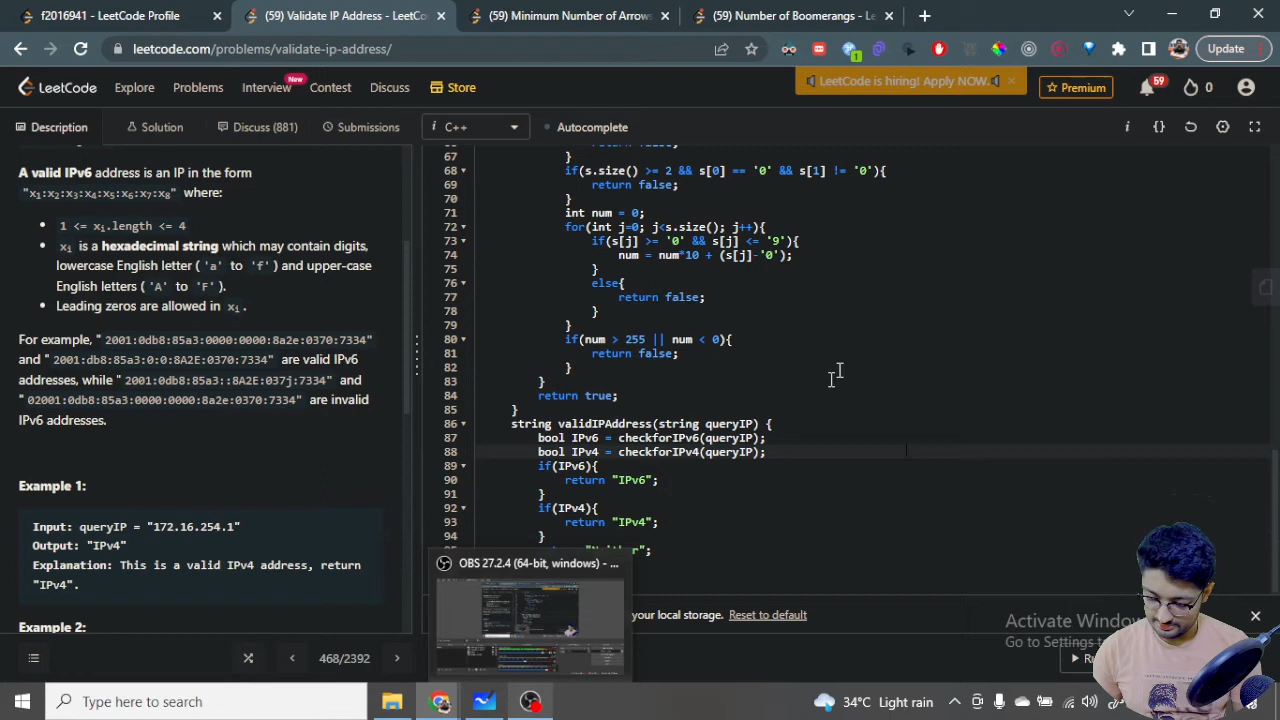 f2016941 - LeetCode Profile
(59) Validate IP Address - LeetC
(59) Minimum Number of Arrows
(59) Number of Boomerangs - Lee
leetcode.com/problems/validate-ip-address/
1
Update
LeetCode
Explore
Problems
Interview
New
Contest
Discuss
Store
LeetCode is hiring! Apply NOW.
Premium
59
0
Description
Solution
Discuss (881)
Submissions
C++
Autocomplete
A valid IPv6 address is an IP in the form
"x1:x2:x3:x4:x5:x6:x7:x8" where:
1 <= xi.length <= 4
xi is a hexadecimal string which may contain digits,
lowercase English letter ( 'a' to 'f' ) and upper-case
English letters ( 'A' to 'F' ).
Leading zeros are allowed in xi.
For example, " 2001:0db8:85a3:0000:0000:8a2e:0370:7334"
and " 2001:db8:85a3:0:0:8A2E:0370:7334" are valid IPv6
addresses, while " 2001:0db8:85a3::8A2E:037j:7334" and
" 02001:0db8:85a3:0000:0000:8a2e:0370:7334" are invalid
IPv6 addresses.
Example 1:
Input: queryIP = "172.16.254.1"
Output: "IPv4"
Explanation: This is a valid IPv4 address, return
"IPv4".
Example 2:
468/2392
67 }
68 if(s.size() >= 2 && s[0] == '0' && s[1] != '0'){
69 return false;
70 }
71 int num = 0;
72 for(int j=0; j<s.size(); j++){
73 if(s[j] >= '0' && s[j] <= '9'){
74 num = num*10 + (s[j]-'0');
75 }
76 else{
77 return false;
78 }
79 }
80 if(num > 255 || num < 0){
81 return false;
82 }
83 }
84 return true;
85 }
86 string validIPAddress(string queryIP) {
87 bool IPv6 = checkforIPv6(queryIP);
88 bool IPv4 = checkforIPv4(queryIP);
89 if(IPv6){
90 return "IPv6";
91 }
92 if(IPv4){
93 return "IPv4";
94 }
OBS 27.2.4 (64-bit, windows) - ...
your local storage. Reset to default
Activate Window
Go to Settings to
Type here to search
34°C Light rain